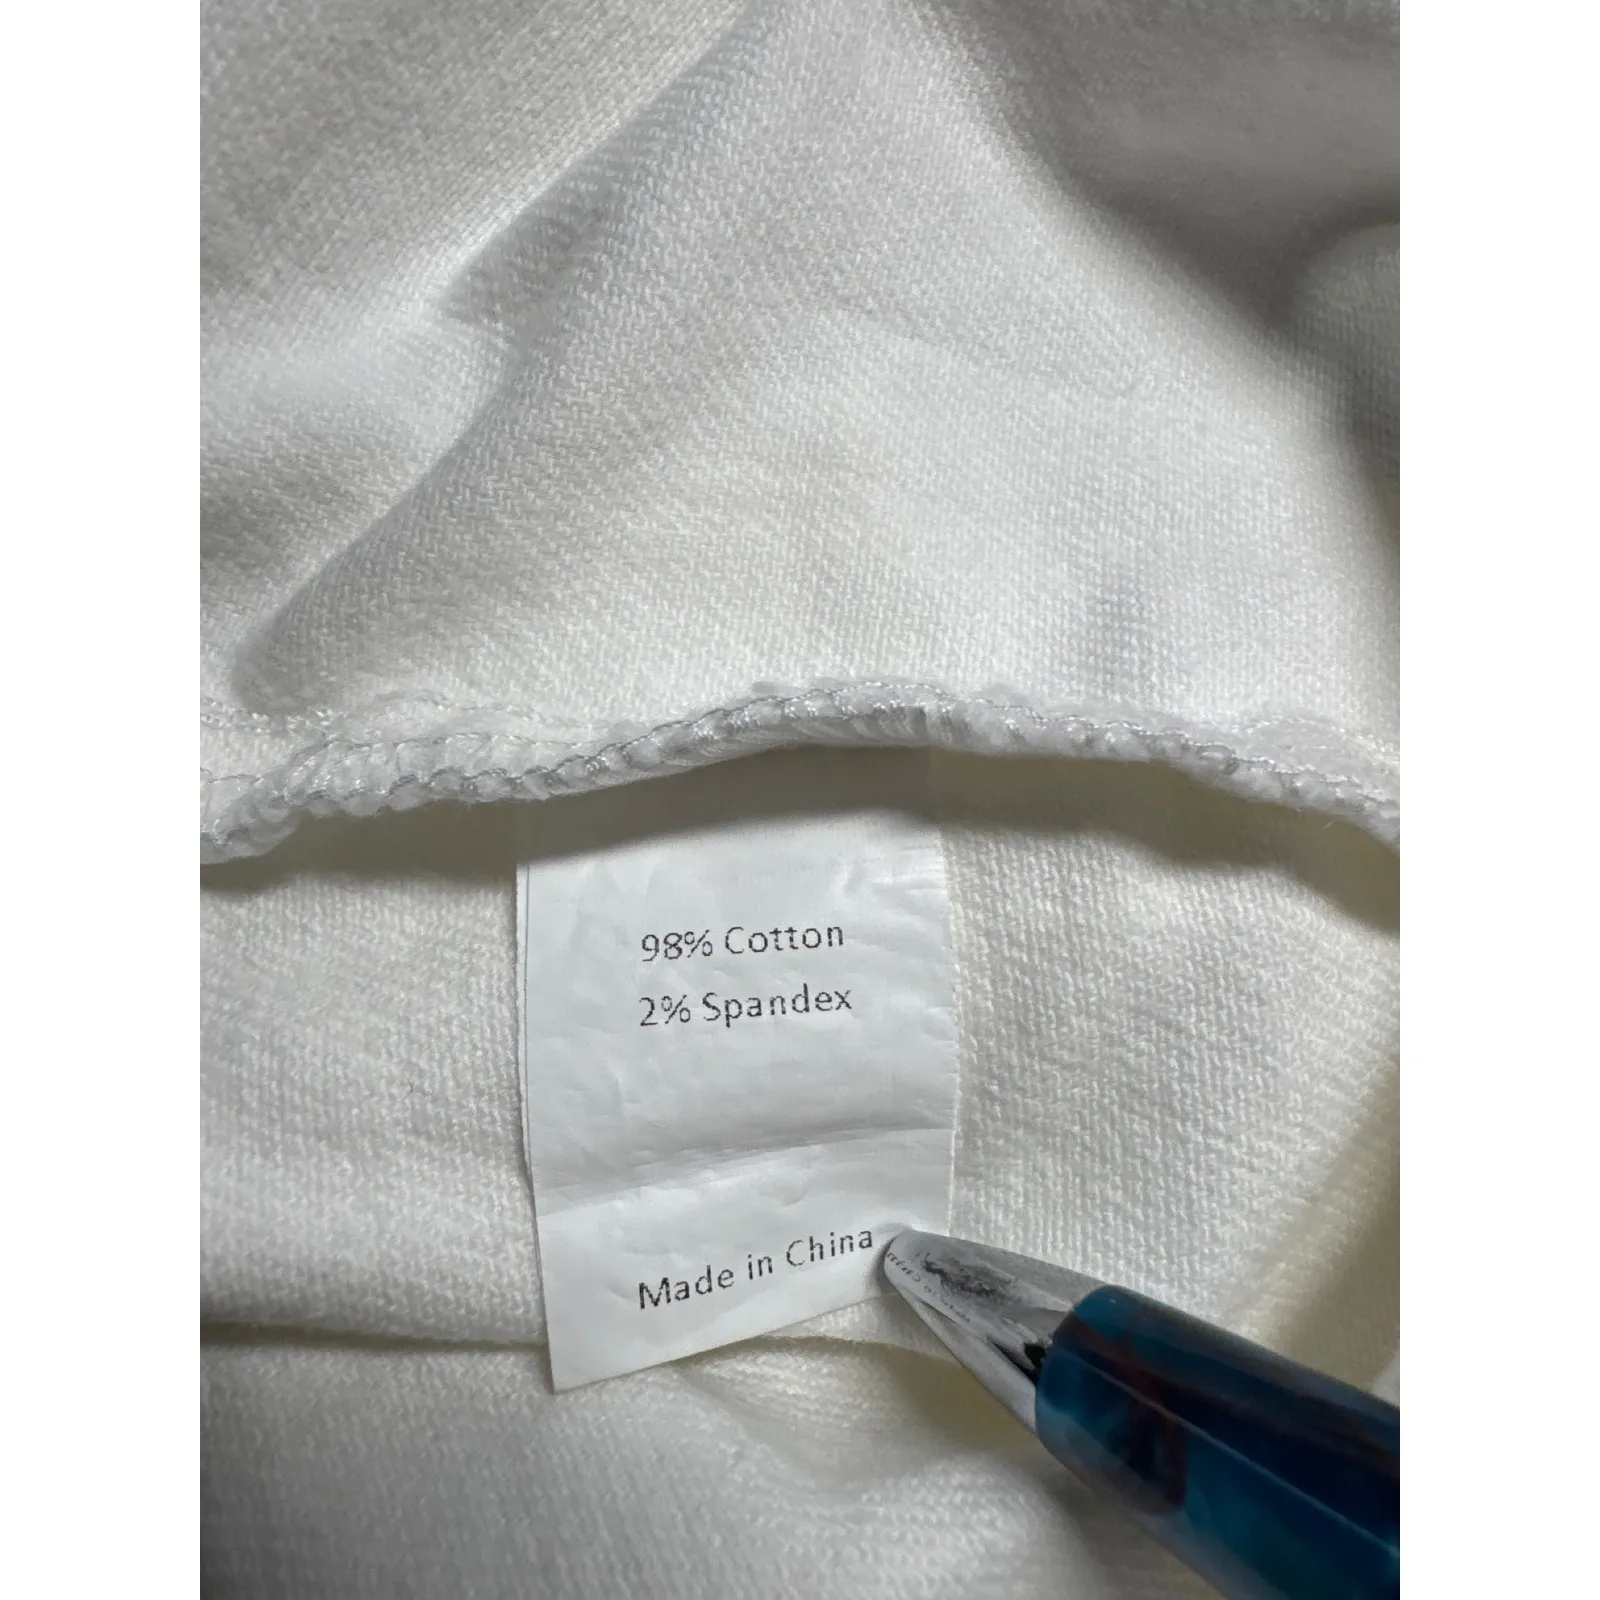 98% Cotton
2% Spandex
Made in China